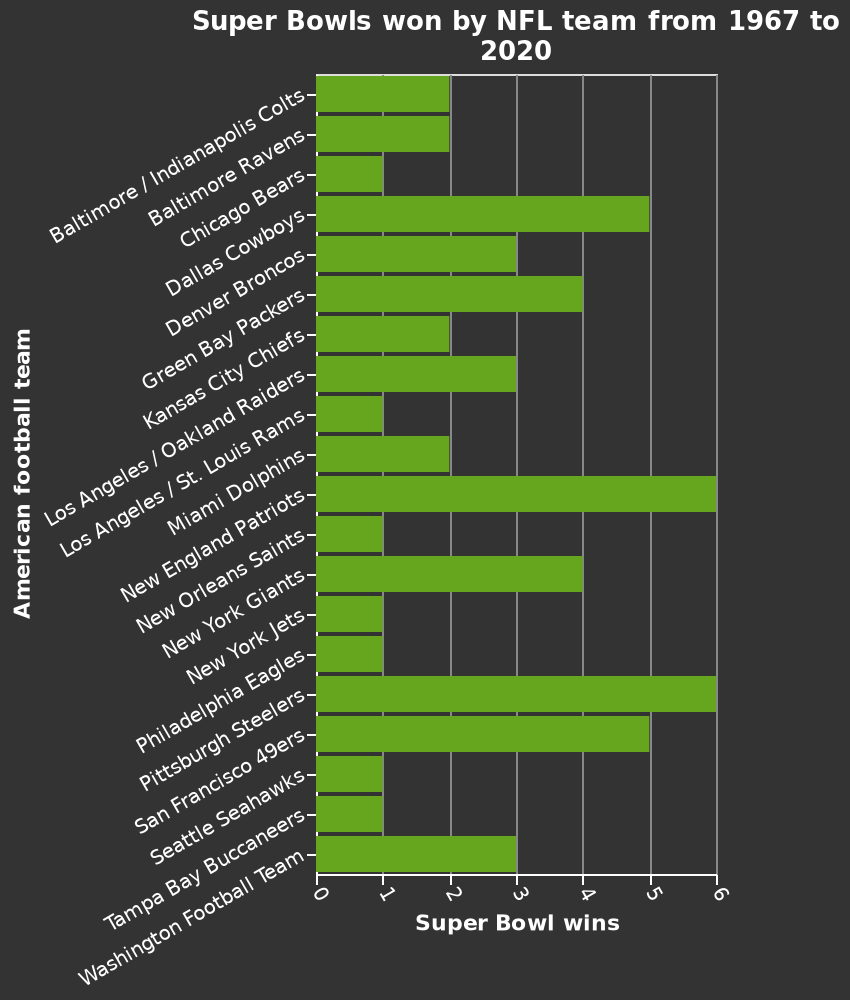 Super Bowls won by NFL team from 1967 to
2020
American football team
Baltimore / Indianapolis Colts
Baltimore Ravens
Chicago Bears
Dallas Cowboys
Denver Broncos
Green Bay Packers
Kansas City Chiefs
Los Angeles / Oakland Raiders
Los Angeles / St. Louis Rams
Miami Dolphins
New England Patriots
New Orleans Saints
New York Giants
New York Jets
Philadelphia Eagles
Pittsburgh Steelers
San Francisco 49ers
Seattle Seahawks
Tampa Bay Buccaneers
Washington Football Team
0 1 2 3 4 5 6
Super Bowl wins